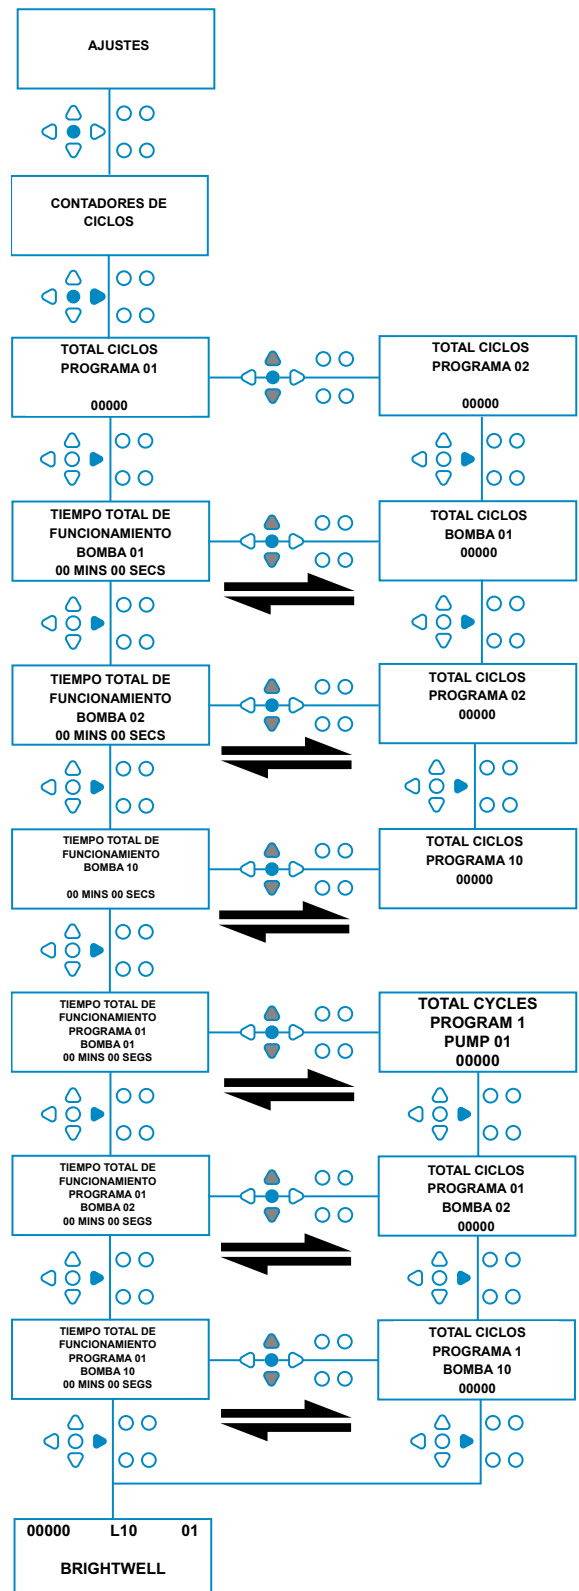 AJUSTES
CONTADORES DE
CICLOS
TOTAL CICLOS
PROGRAMA 01
00000
TOTAL CICLOS
PROGRAMA 02
00000
TIEMPO TOTAL DE
FUNCIONAMIENTO
BOMBA 01
00 MINS 00 SECS
TOTAL CICLOS
BOMBA 01
00000
TIEMPO TOTAL DE
FUNCIONAMIENTO
BOMBA 02
00 MINS 00 SECS
TOTAL CICLOS
PROGRAMA 02
00000
TIEMPO TOTAL DE
FUNCIONAMIENTO
BOMBA 10
00 MINS 00 SECS
TOTAL CICLOS
PROGRAMA 10
00000
TIEMPO TOTAL DE
FUNCIONAMIENTO
PROGRAMA 01
BOMBA 01
00 MINS 00 SEGS
TOTAL CYCLES
PROGRAM 1
PUMP 01
00000
TIEMPO TOTAL DE
FUNCIONAMIENTO
PROGRAMA 01
BOMBA 02
00 MINS 00 SEGS
TOTAL CICLOS
PROGRAMA 01
BOMBA 02
00000
TIEMPO TOTAL DE
FUNCIONAMIENTO
PROGRAMA 01
BOMBA 10
00 MINS 00 SEGS
TOTAL CICLOS
PROGRAMA 1
BOMBA 10
00000
00000 L10 01
BRIGHTWELL